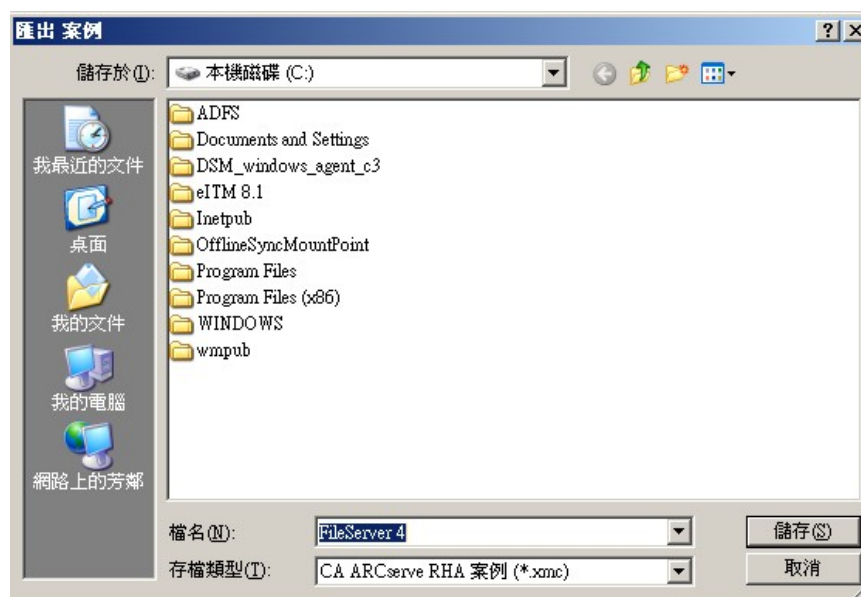 匯出 案例
儲存於(I):
本機磁碟 (C:)
我最近的文件
桌面
我的文件
我的電腦
網路上的芳鄰
ADFS
Documents and Settings
DSM_windows_agent_c3
eITM 8.1
Inetpub
OfflineSyncMountPoint
Program Files
Program Files (x86)
WINDOWS
wmpub
檔名(N):
FileServer 4
儲存(S)
存檔類型(T):
CA ARCserve RHA 案例 (*.xmc)
取消